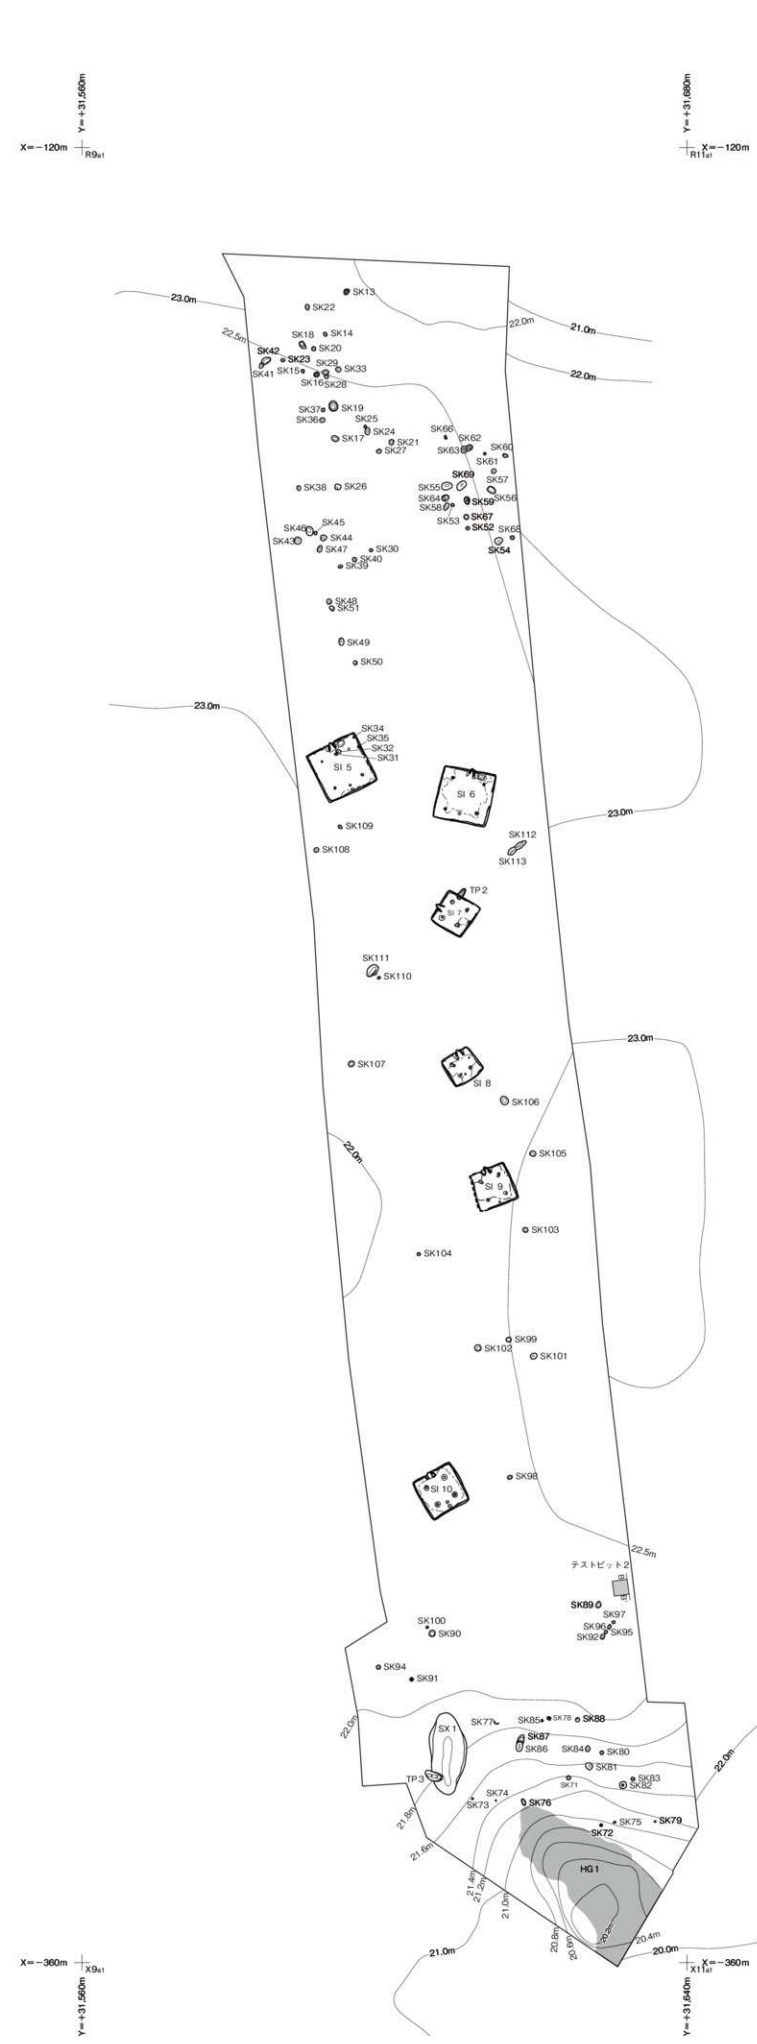 Y=+31,560m
Y=+31,680m
X=-120m
R9a1
R11a1
X=-120m
SK13
23.0m
SK22
22.0m
21.0m
22.5m
SK18
SK14
SK20
SK42
SK23
SK29
SK33
22.0m
SK41
SK15
SK16
SK28
SK37
SK19
SK36
SK25
SK24
SK66
SK62
SK17
SK21
SK63
SK60
SK27
SK61
SK69
SK57
SK38
SK26
SK55
SK64
SK59
SK56
SK58
SK53
SK67
SK45
SK46
SK52
SK68
SK43
SK44
SK47
SK30
SK54
SK40
SK39
SK48
SK51
SK49
SK50
23.0m
SK34
SK35
SK32
SK31
SI 5
SI 6
23.0m
SK109
SK112
SK108
SK113
TP 2
SI 7
SK111
SK110
23.0m
SK107
SI 8
SK106
22.0m
SK105
SI 9
SK103
SK104
SK99
SK102
SK101
SK98
SI 10
22.5m
テストピット2
SK89
SK97
SK100
SK96
SK95
SK90
SK92
SK94
SK91
22.0m
SX 1
SK77
SK85
SK78
SK88
SK87
SK86
SK84
SK80
22.0m
SK81
TP 3
SK71
SK83
SK82
SK74
SK73
SK76
21.8m
SK75
SK79
SK72
21.6m
HG 1
21.4m
21.2m
21.0m
20.8m
20.6m
20.2m
20.4m
21.0m
20.0m
X=-360m
X9a1
X11a1
X=-360m
Y=+31,560m
Y=+31,640m